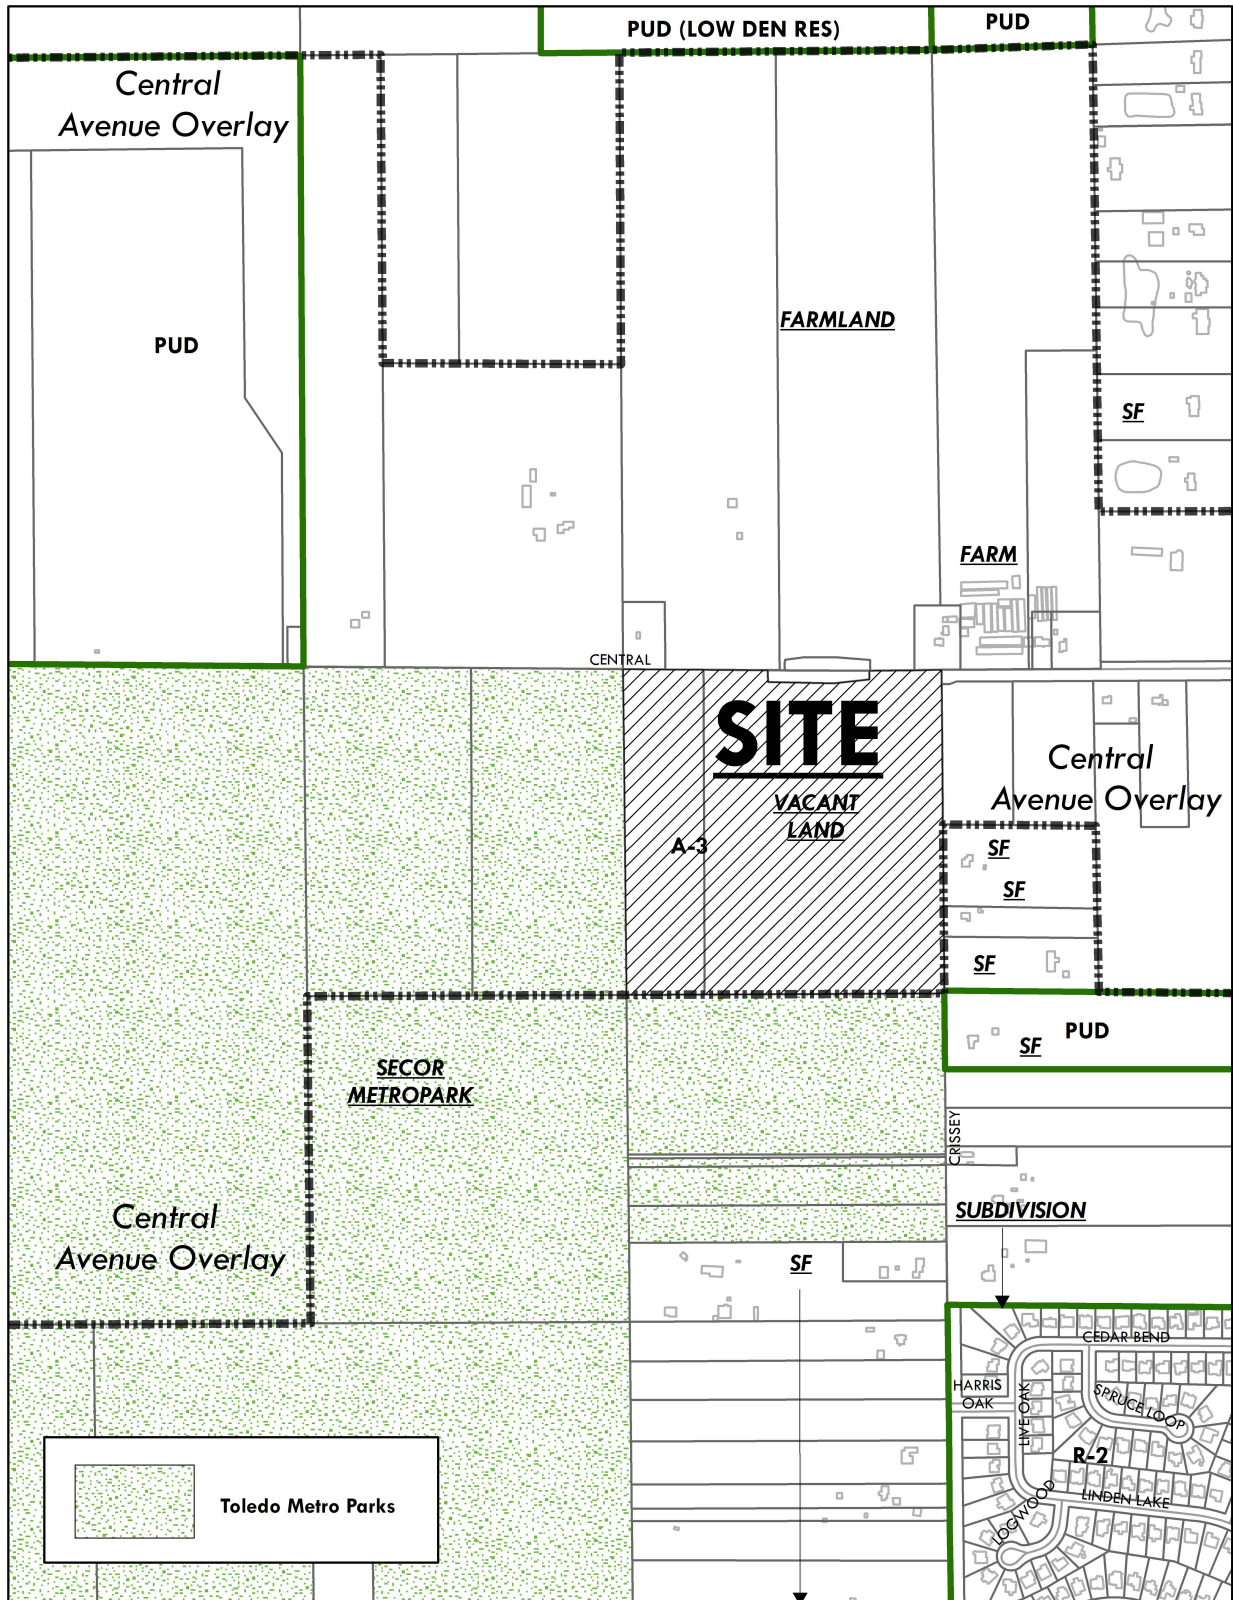 PUD (LOW DEN RES)
PUD
Central
Avenue Overlay
FARMLAND
PUD
SF
FARM
CENTRAL
SITE
VACANT
LAND
Central
Avenue Overlay
A-3
SF
SF
SF
PUD
SF
SECOR
METROPARK
CRISSEY
SUBDIVISION
Central
Avenue Overlay
SF
CEDAR BEND
HARRIS
OAK
LIVE OAK
SPRUCE LOOP
R-2
LINDEN LAKE
LOGWOOD
Toledo Metro Parks